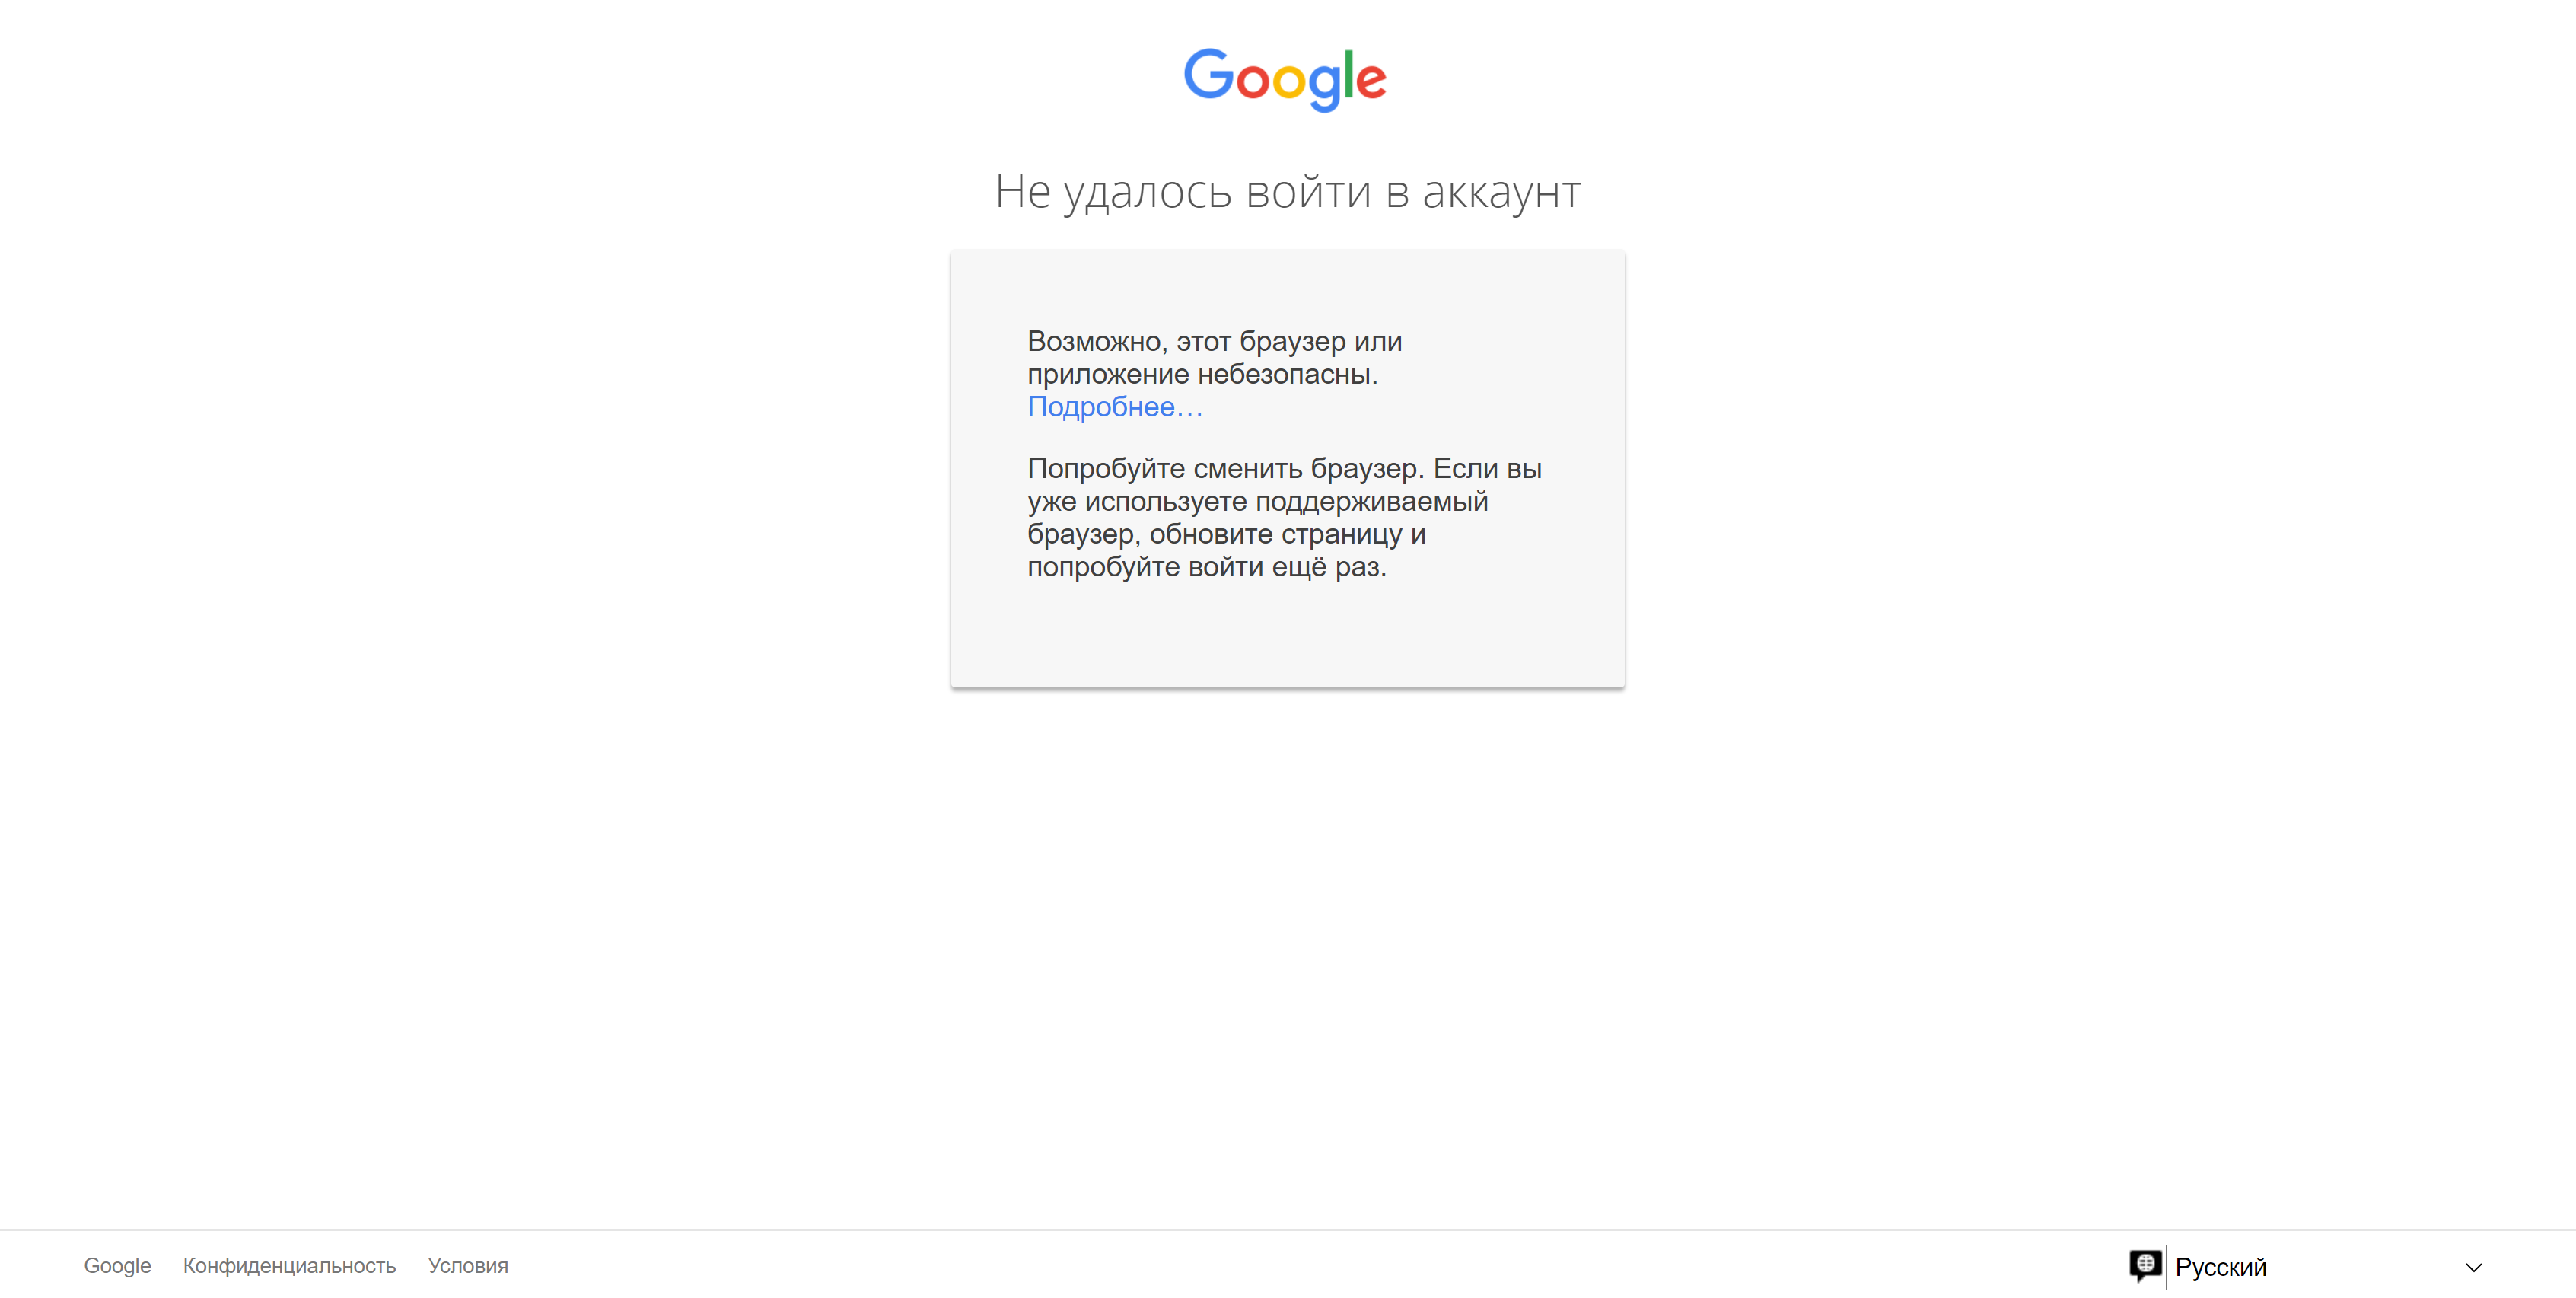 Google
Не удалось войти в аккаунт
Возможно, этот браузер или
приложение небезопасны.
Подробнее…
Попробуйте сменить браузер. Если вы
уже используете поддерживаемый
браузер, обновите страницу и
попробуйте войти ещё раз.
Google Конфиденциальность Условия
Русский